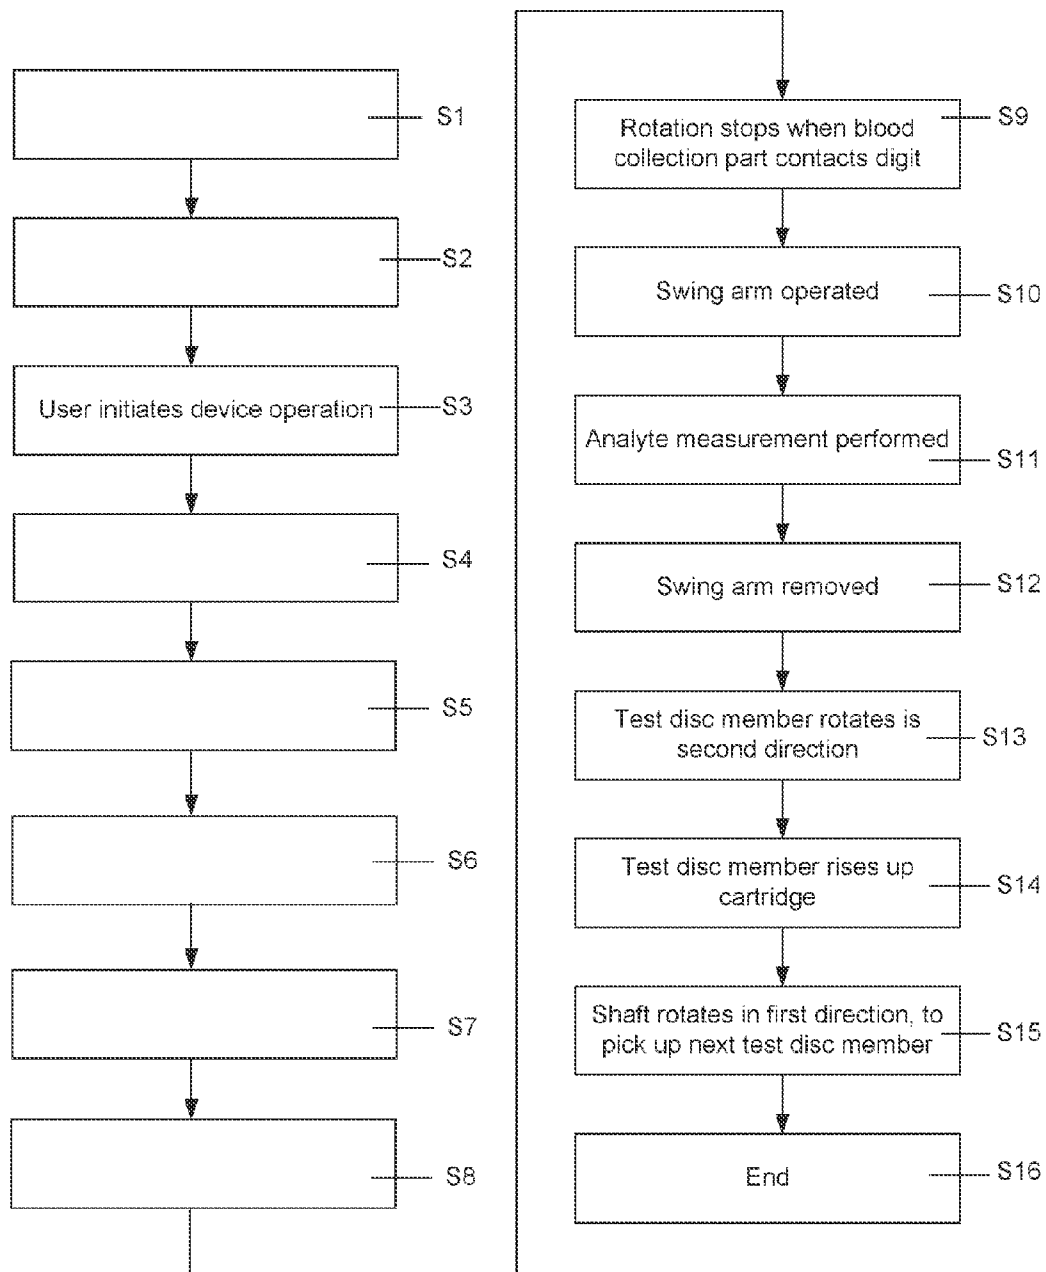 S1
S2
User initiates device operation
S3
S4
S5
S6
S7
S8
Rotation stops when blood
collection part contacts digit
S9
Swing arm operated
S10
Analyte measurement performed
S11
Swing arm removed
S12
Test disc member rotates is
second direction
S13
Test disc member rises up
cartridge
S14
Shaft rotates in first direction, to
pick up next test disc member
S15
End
S16